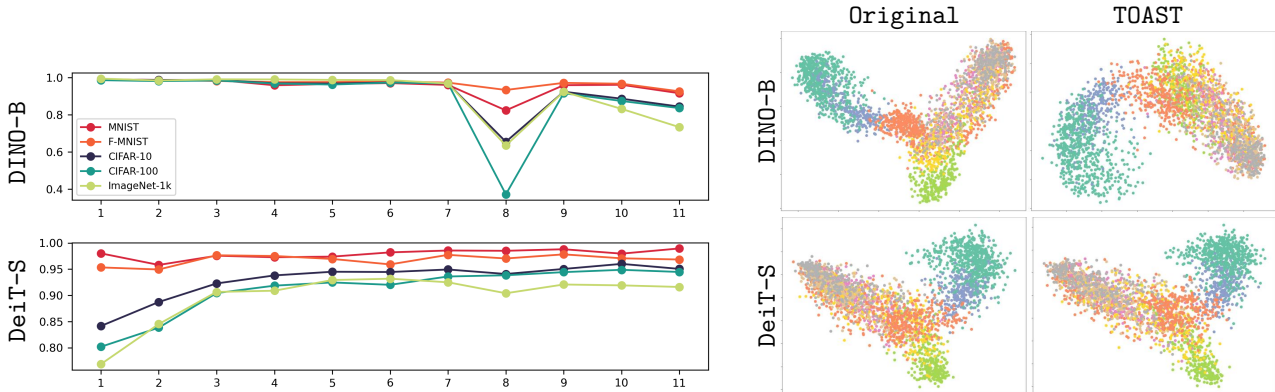 Original TOAST
DINO-B
1.0
0.8
0.6
0.4
MNIST
F-MNIST
CIFAR-10
CIFAR-100
ImageNet-1k
1 2 3 4 5 6 7 8 9 10 11
DINO-B
DeiT-S
1.00
0.95
0.90
0.85
0.80
1 2 3 4 5 6 7 8 9 10 11
DeiT-S